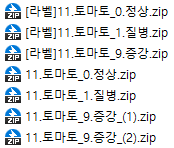 [라벨]11.토마토_0.정상.zip
[라벨]11.토마토_1.질병.zip
[라벨]11.토마토_9.증강.zip
11.토마토_0.정상.zip
11.토마토_1.질병.zip
11.토마토_9.증강_(1).zip
11.토마토_9.증강_(2).zip